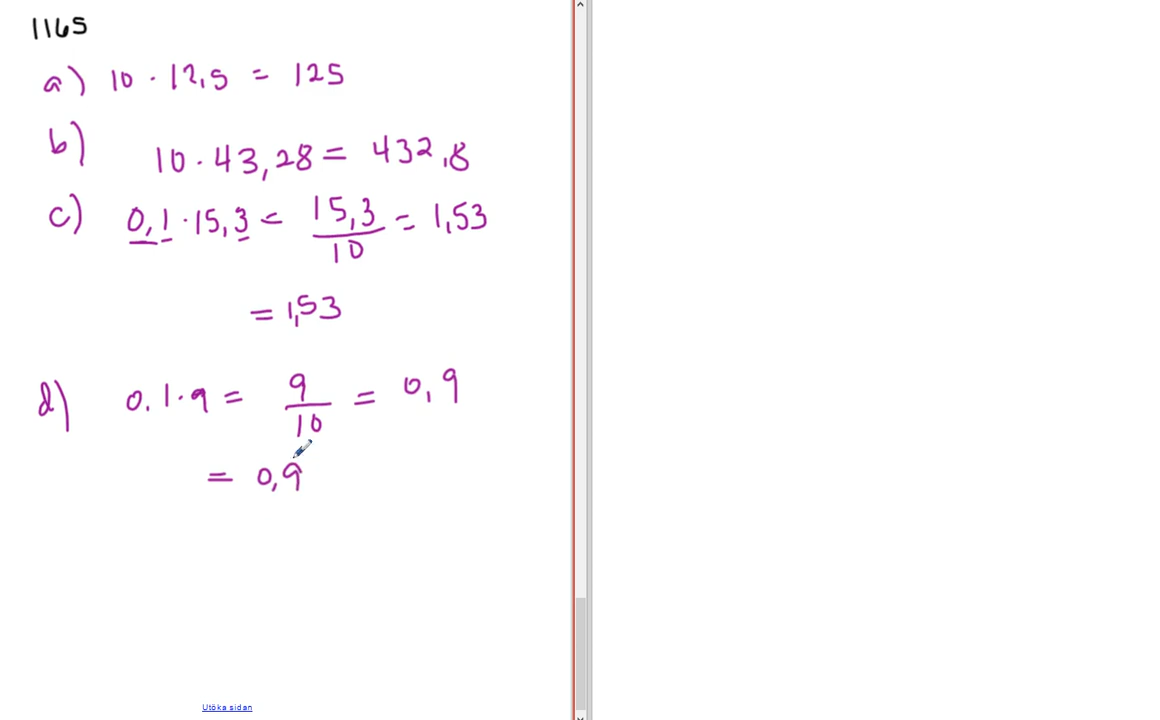 1165
a) 10 · 12,5 = 125
b) 10 · 43,28 = 432,8
c) 0,1 · 15,3 = 15,3/10 = 1,53
= 1,53
d) 0,1 · 9 = 9/10 = 0,9
= 0,9
Utöka sidan